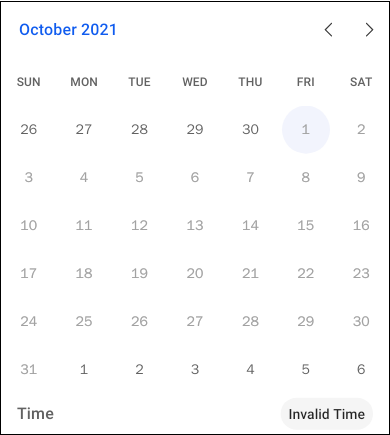 October 2021
SUN MON TUE WED THU FRI SAT
26 27 28 29 30 1 2
3 4 5 6 7 8 9
10 11 12 13 14 15 16
17 18 19 20 21 22 23
24 25 26 27 28 29 30
31 1 2 3 4 5 6
Time Invalid Time